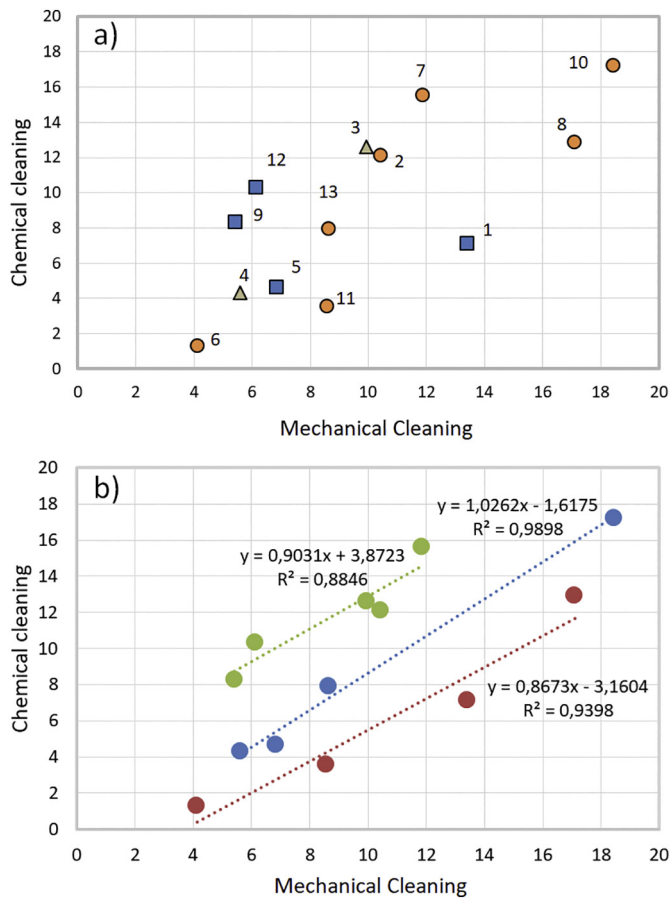 a)
Chemical cleaning
20
18
16
14
12
10
8
6
4
2
0
7
10
3
2
8
12
9
13
1
4
5
11
6
0 2 4 6 8 10 12 14 16 18 20
Mechanical Cleaning
b)
Chemical cleaning
20
18
16
14
12
10
8
6
4
2
0
y = 1,0262x - 1,6175
R² = 0,9898
y = 0,9031x + 3,8723
R² = 0,8846
y = 0,8673x - 3,1604
R² = 0,9398
0 2 4 6 8 10 12 14 16 18 20
Mechanical Cleaning